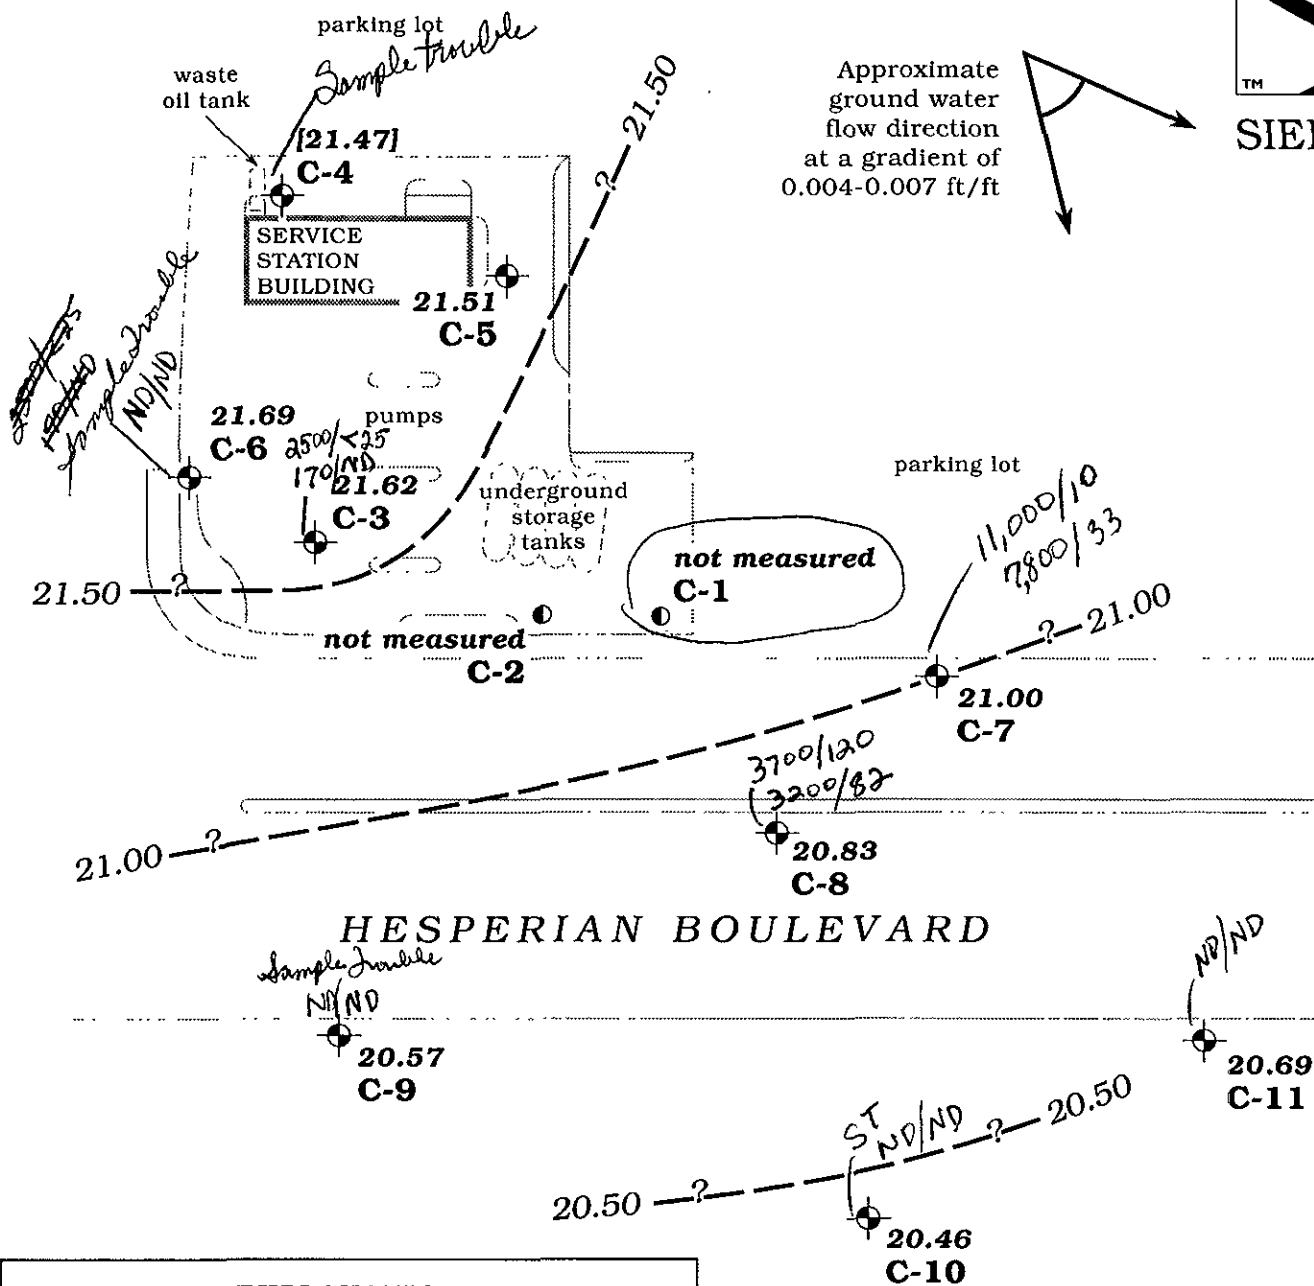 parking lot
Sample trouble
waste
oil tank
[21.47]
C-4
21.50
Approximate
ground water
flow direction
at a gradient of
0.004-0.007 ft/ft
TM
SERVICE
STATION
BUILDING
21.51
C-5
Sample Trouble
ND/ND
21.69
C-6
pumps
2500/<25
170/ND
21.62
C-3
underground
storage
tanks
parking lot
11,000/10
7,800/33
not measured
C-1
21.50
not measured
C-2
21.00
21.00
C-7
3700/120
3200/82
21.00
20.83
C-8
HESPERIAN BOULEVARD
Sample Trouble
ND/ND
20.57
C-9
ND/ND
20.69
C-11
ST
ND/ND
20.50
20.50
20.46
C-10